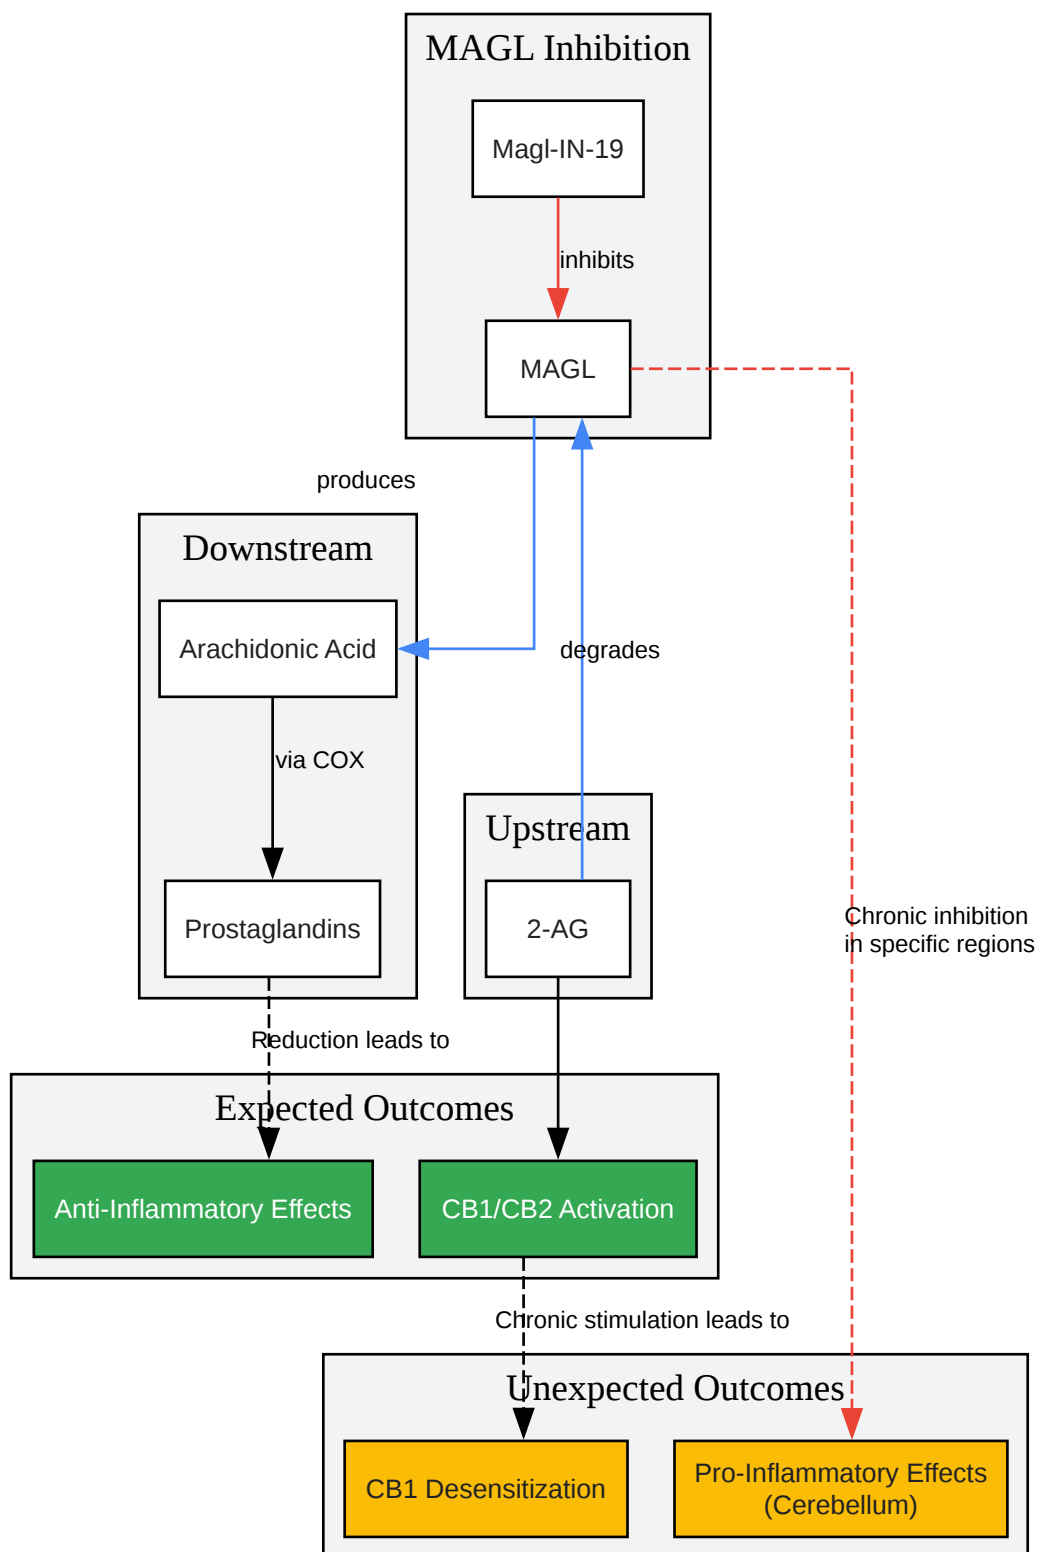 MAGL Inhibition
Magl-IN-19
inhibits
MAGL
produces
Downstream
Arachidonic Acid
degrades
via COX
Upstream
Prostaglandins
2-AG
Chronic inhibition
in specific regions
Reduction leads to
Expected Outcomes
Anti-Inflammatory Effects
CB1/CB2 Activation
Chronic stimulation leads to
Unexpected Outcomes
CB1 Desensitization
Pro-Inflammatory Effects
(Cerebellum)